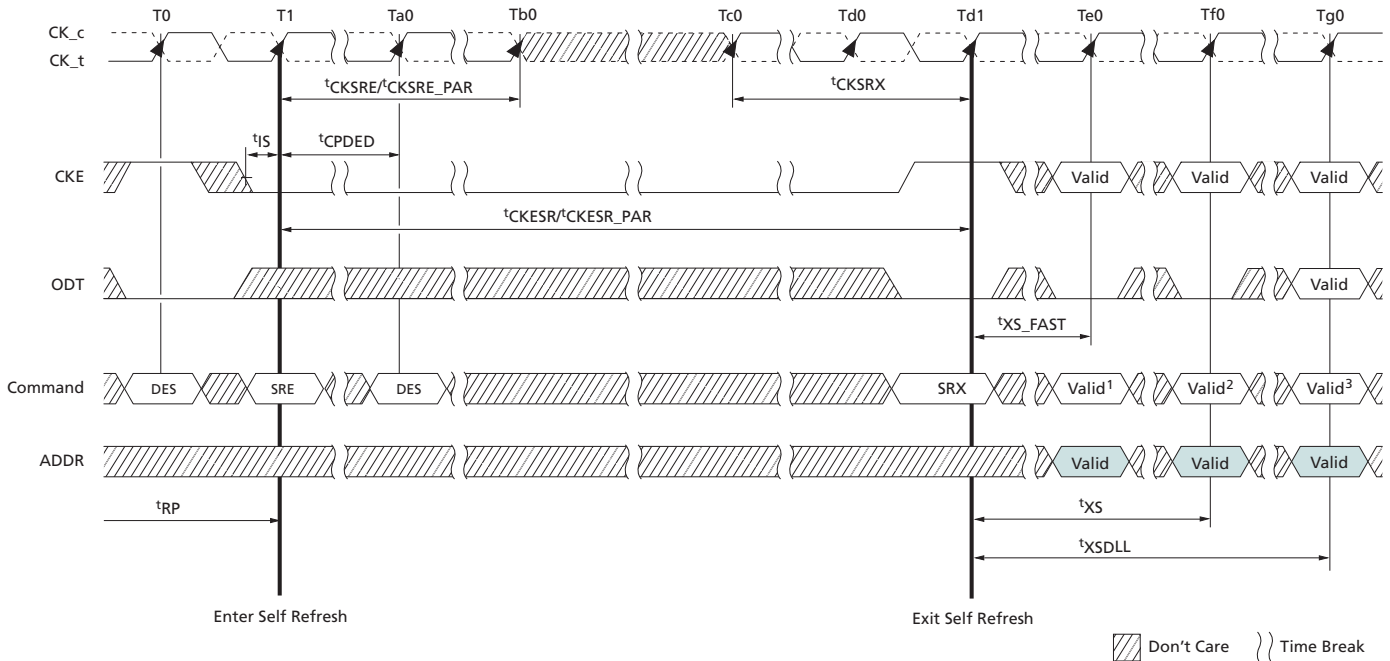 T0 T1 Ta0 Tb0 Tc0 Td0 Td1 Te0 Tf0 Tg0
CK_c
CK_t
tCKSRE/tCKSRE_PAR tCKSRX
tIS tCPDED
CKE Valid Valid Valid
tCKESR/tCKESR_PAR
ODT Valid
tXS_FAST
Command DES SRE DES SRX Valid1 Valid2 Valid3
ADDR Valid Valid Valid
tRP tXS
tXSDLL
Enter Self Refresh Exit Self Refresh
Don't Care Time Break